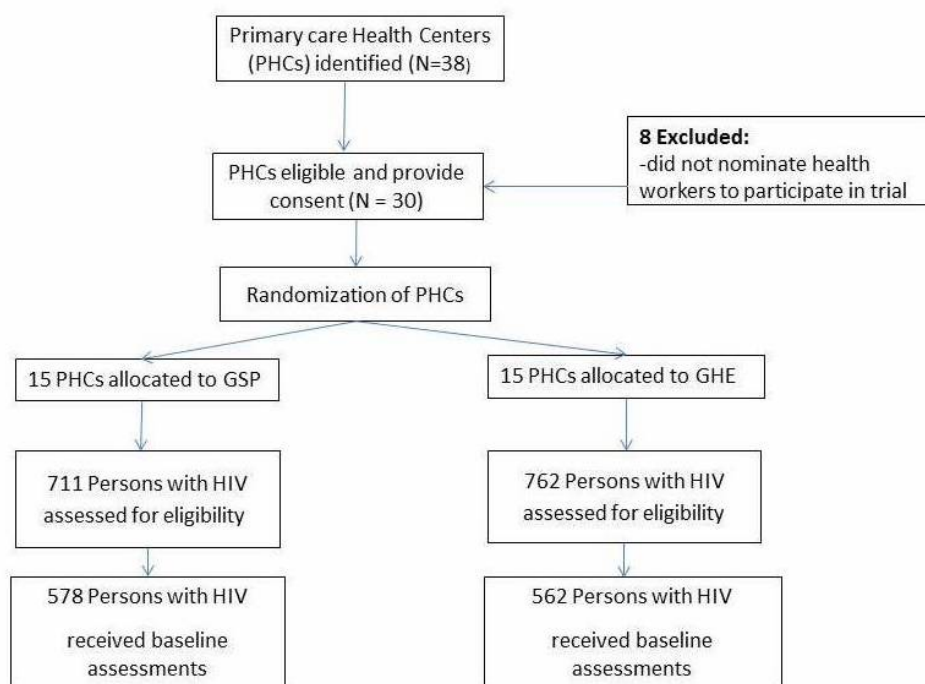 Primary care Health Centers
(PHCs) identified (N=38)
8 Excluded:
-did not nominate health
workers to participate in trial
PHCs eligible and provide
consent (N = 30)
Randomization of PHCs
15 PHCs allocated to GSP
15 PHCs allocated to GHE
711 Persons with HIV
assessed for eligibility
762 Persons with HIV
assessed for eligibility
578 Persons with HIV
received baseline
assessments
562 Persons with HIV
received baseline
assessments